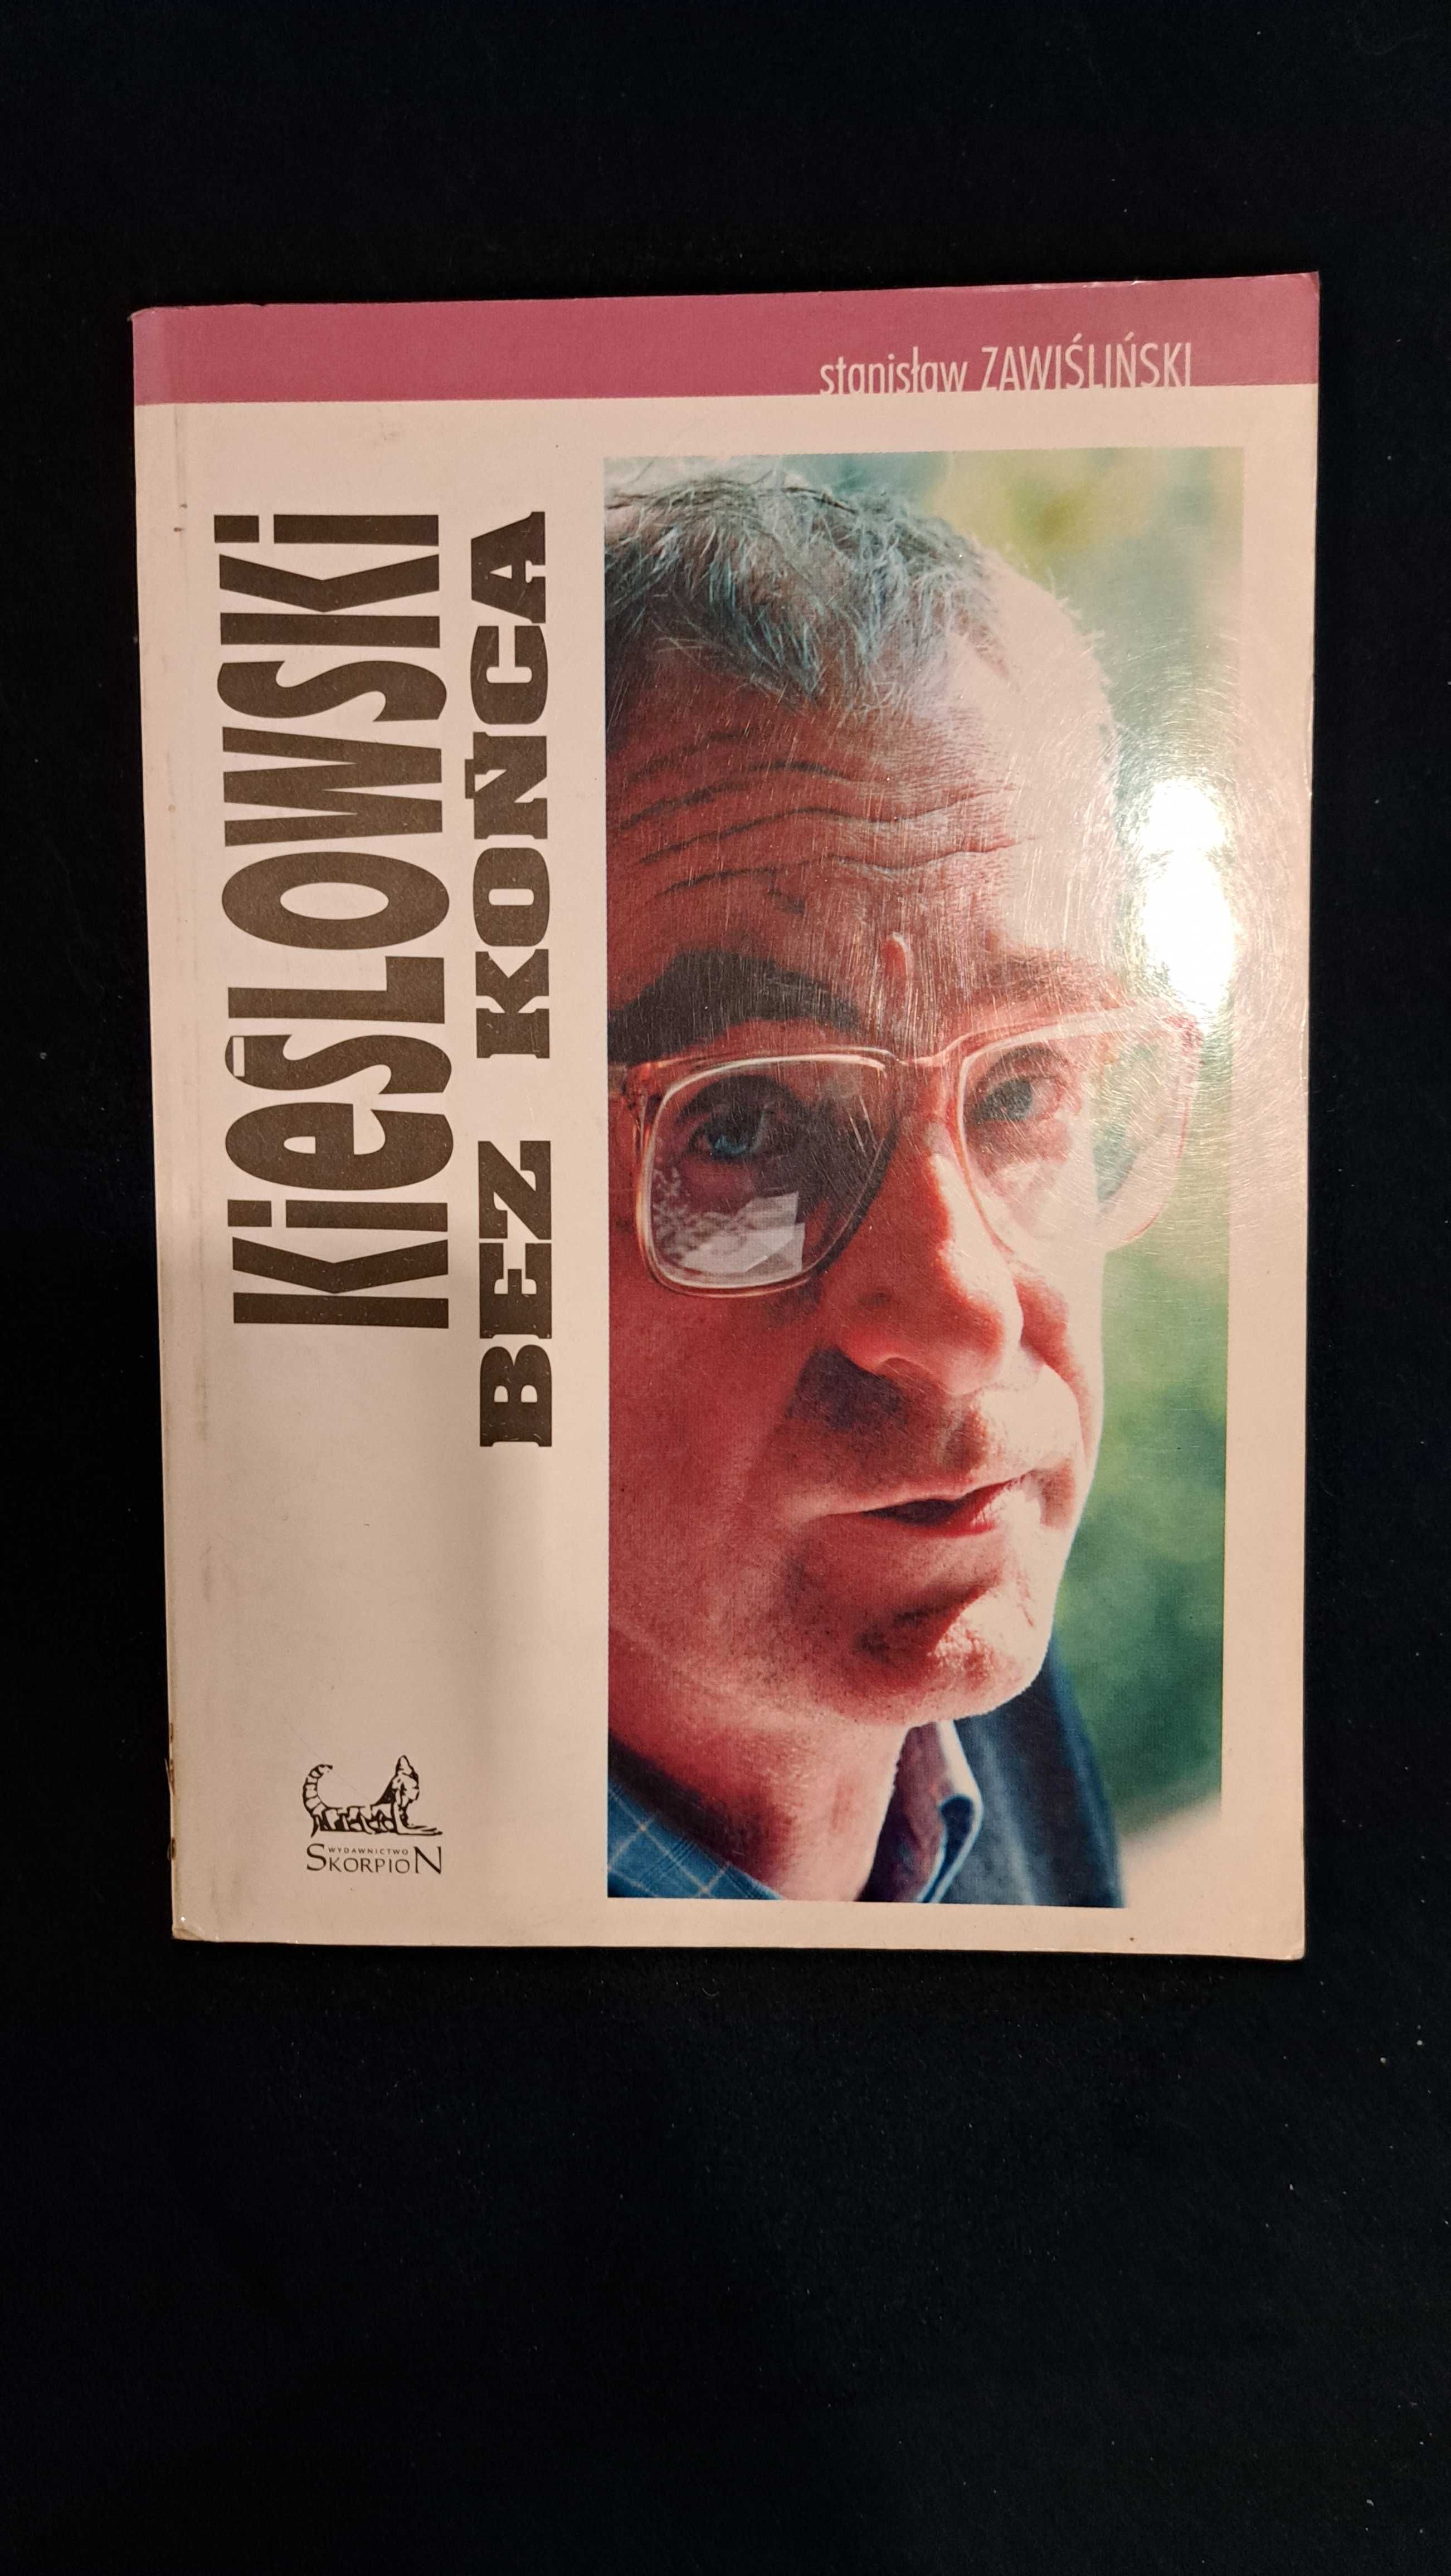 stanisław ZAWIŚLIŃSKI
KieŚLOWSKi
BEZ KOŃCA
WYDAWNICTWO
SKORPION